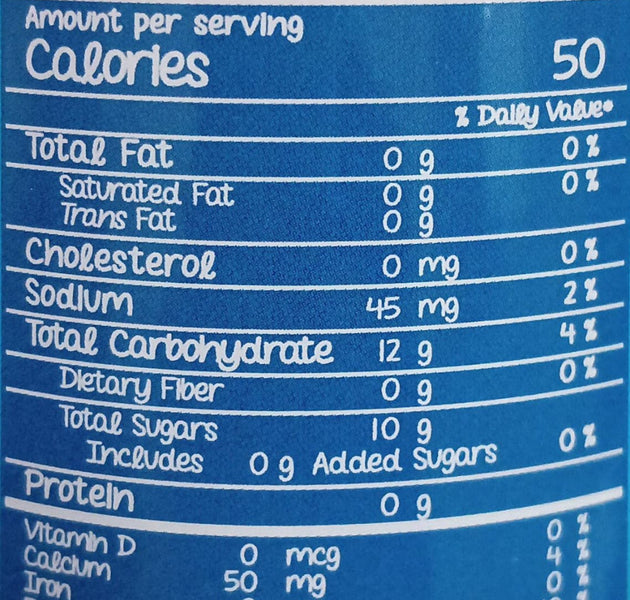 Amount per serving
Calories 50
% Daily Value*
Total Fat 0 g 0 %
Saturated Fat 0 g 0 %
Trans Fat 0 g
Cholesterol 0 mg 0 %
Sodium 45 mg 2 %
Total Carbohydrate 12 g 4 %
Dietary Fiber 0 g 0 %
Total Sugars 10 g
Includes 0 g Added Sugars 0 %
Protein 0 g
Vitamin D 0 mcg 0 %
Calcium 50 mg 4 %
Iron 0 %